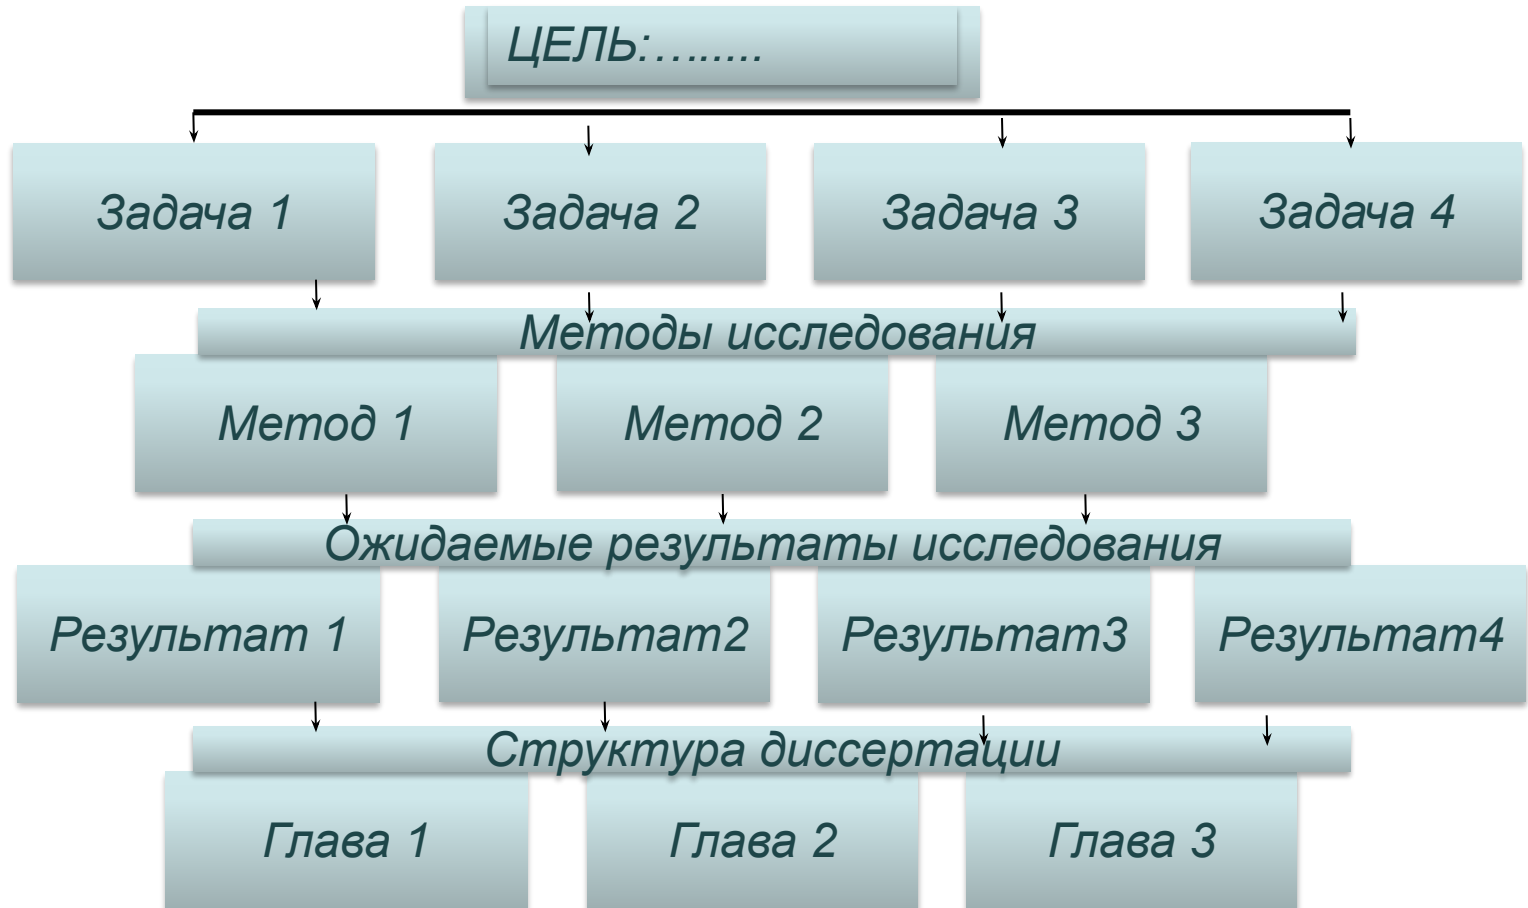 ЦЕЛЬ:….....
Задача 1
Задача 2
Задача 3
Задача 4
Методы исследования
Метод 1
Метод 2
Метод 3
Ожидаемые результаты исследования
Результат 1
Результат2
Результат3
Результат4
Структура диссертации
Глава 1
Глава 2
Глава 3